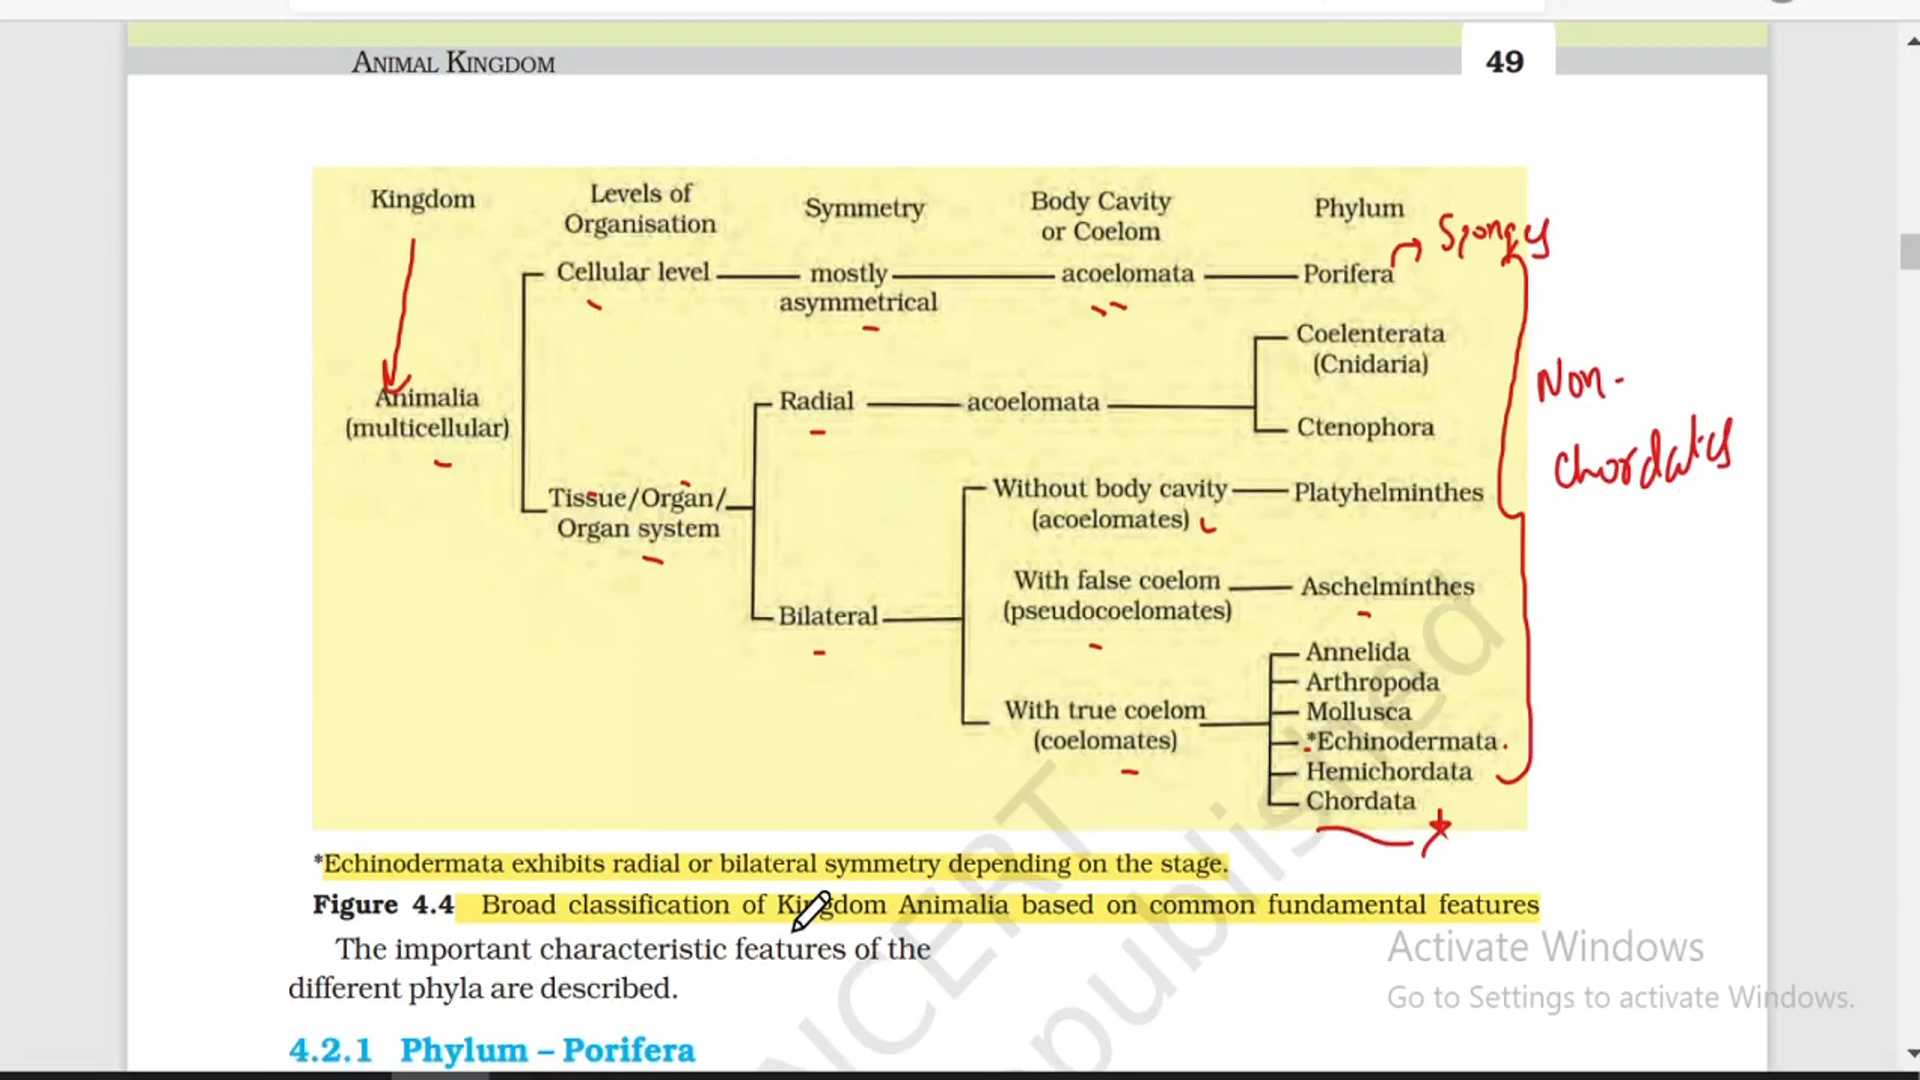 ANIMAL KINGDOM
49
Kingdom
Levels of
Organisation
Symmetry
Body Cavity
or Coelom
Phylum
Sponges
Cellular level
mostly
asymmetrical
acoelomata
Porifera
Coelenterata
(Cnidaria)
Non-
Chordates
Animalia
(multicellular)
Radial
acoelomata
Ctenophora
Tissue/Organ/
Organ system
Without body cavity
(acoelomates)
Platyhelminthes
With false coelom
(pseudocoelomates)
Aschelminthes
Bilateral
Annelida
Arthropoda
With true coelom
(coelomates)
Mollusca
*Echinodermata
Hemichordata
Chordata
*Echinodermata exhibits radial or bilateral symmetry depending on the stage.
Figure 4.4 Broad classification of Kingdom Animalia based on common fundamental features
The important characteristic features of the
different phyla are described.
4.2.1 Phylum – Porifera
NCERT
published
Activate Windows
Go to Settings to activate Windows.